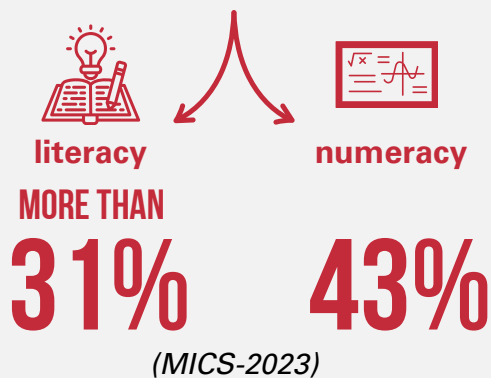 literacy
numeracy
MORE THAN
31%
43%
(MICS-2023)